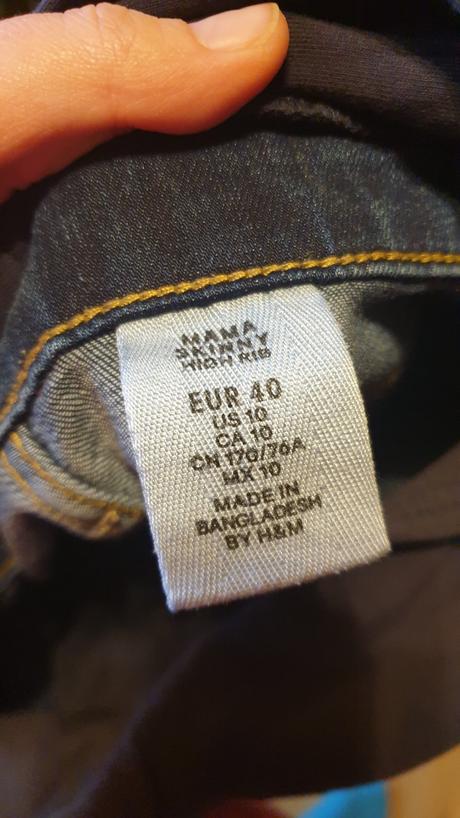 MAMA
SKINNY
HIGH RIB
EUR 40
US 10
CA 10
CN 170/76A
MX 10
MADE IN
BANGLADESH
BY H&M